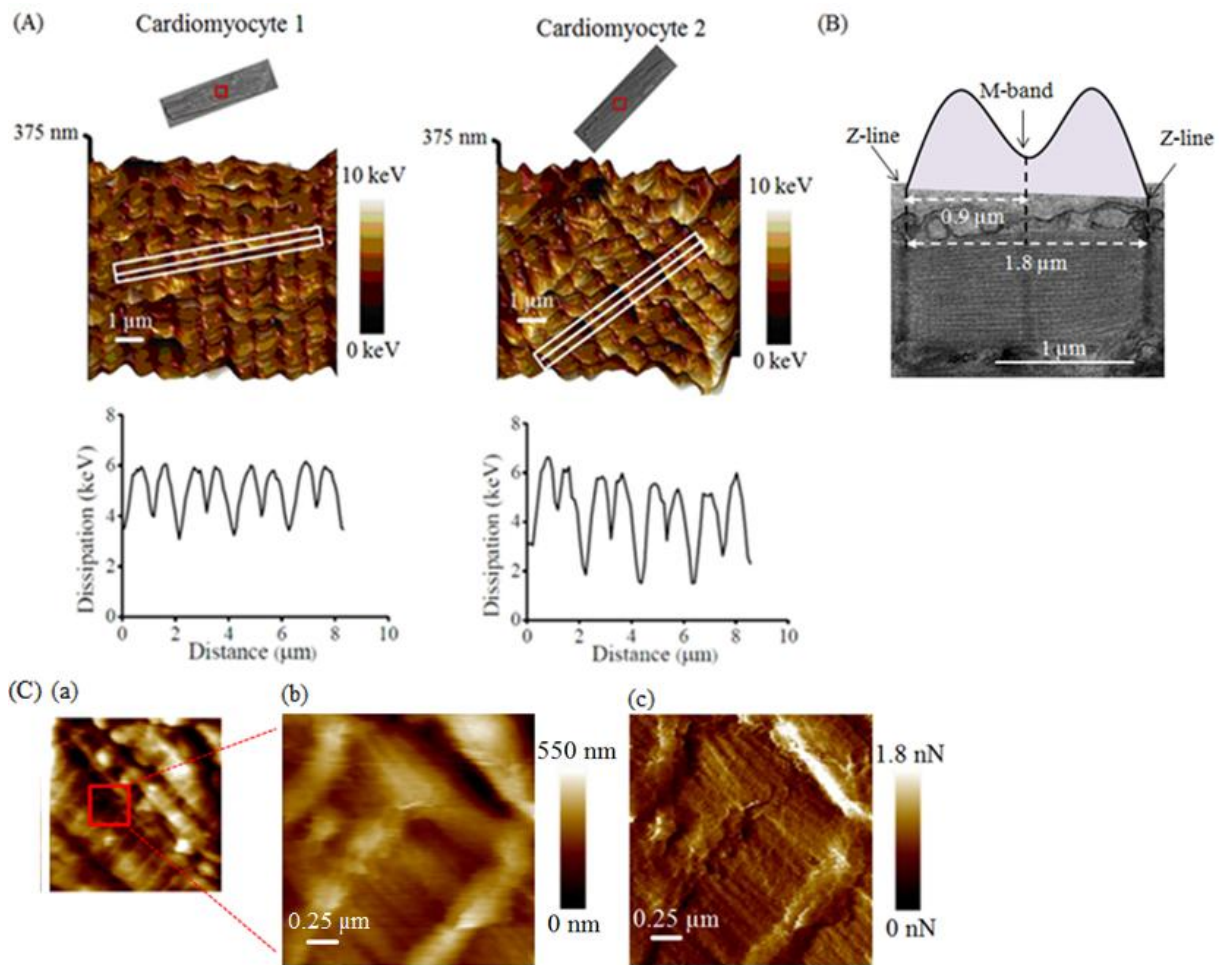 (A)
Cardiomyocyte 1
Cardiomyocyte 2
(B)
375 nm
10 keV
0 keV
1 μm
375 nm
10 keV
0 keV
1 μm
M-band
Z-line
Z-line
0.9 μm
1.8 μm
1 μm
Dissipation (keV)
8
6
4
2
0
0 2 4 6 8 10
Distance (μm)
Dissipation (keV)
8
6
4
2
0
0 2 4 6 8 10
Distance (μm)
(C) (a)
(b)
(c)
550 nm
0 nm
0.25 μm
1.8 nN
0 nN
0.25 μm